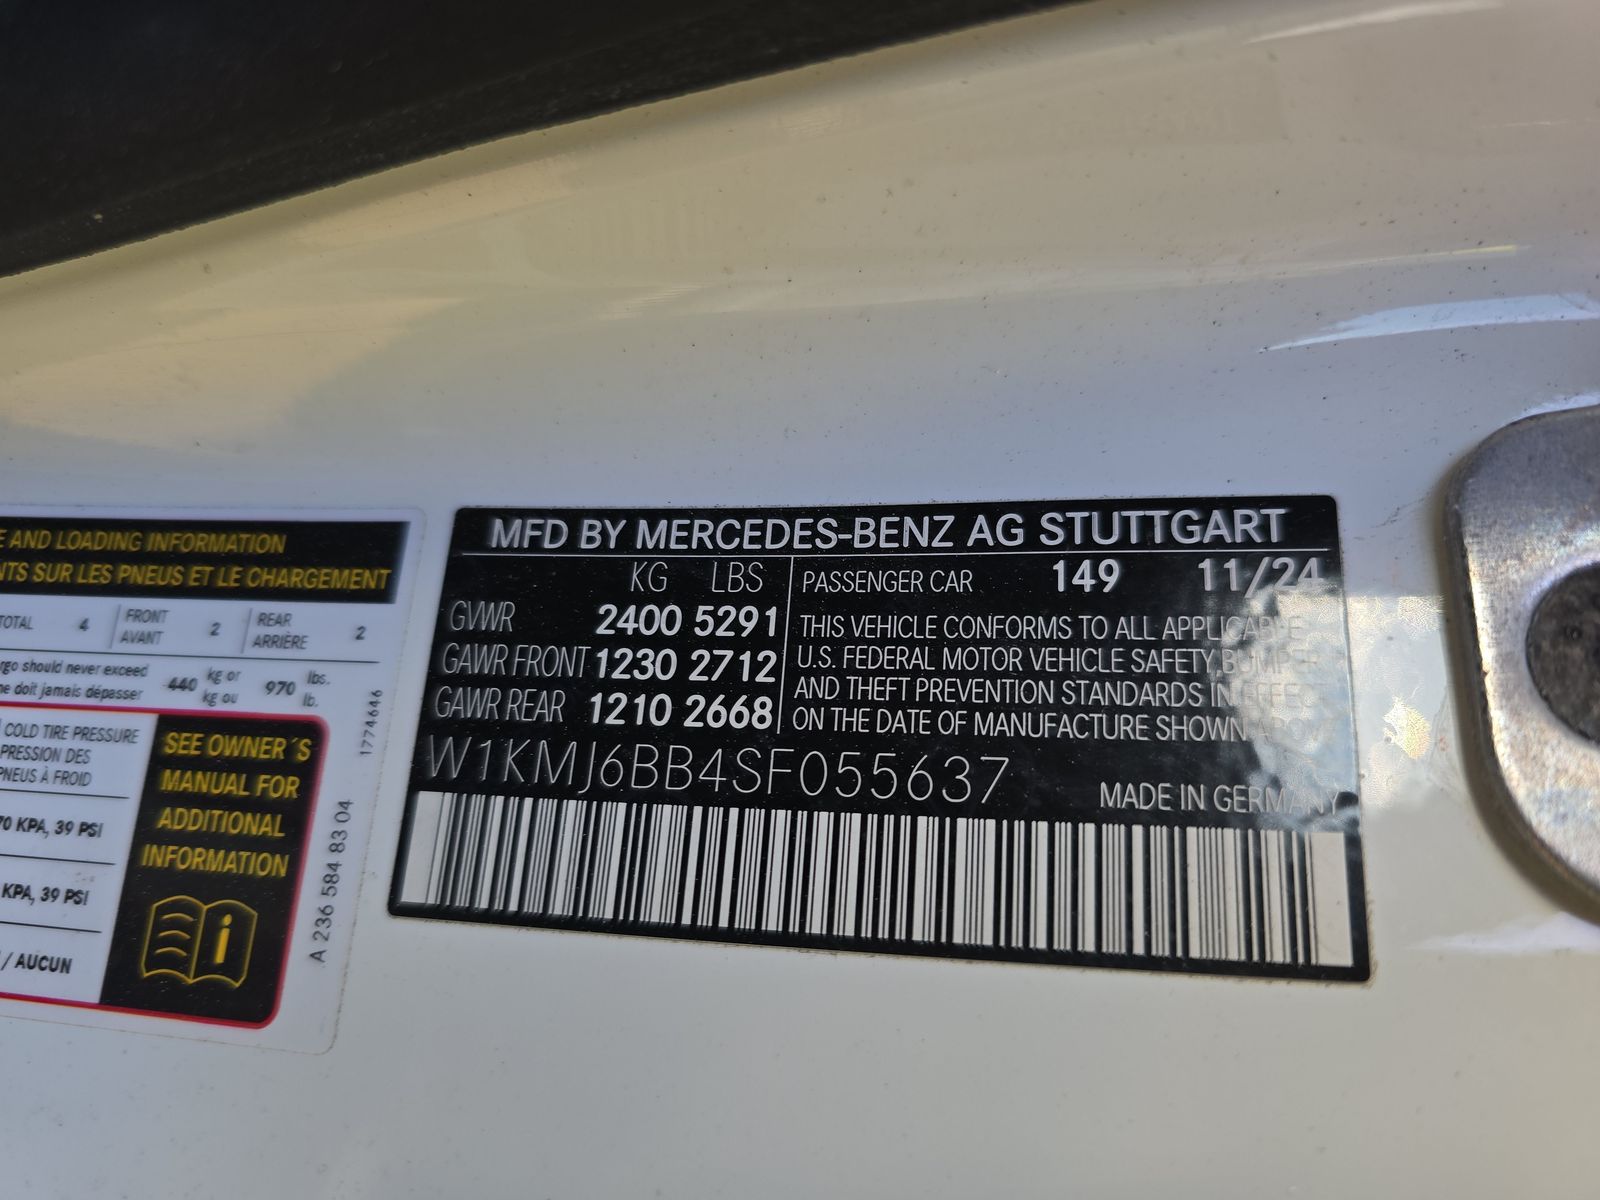 E AND LOADING INFORMATION
NTS SUR LES PNEUS ET LE CHARGEMENT
TOTAL 4 FRONT AVANT 2 REAR ARRIÈRE 2
rgo should never exceed
ne doit jamais dépasser
440 kg or kg ou 970 lbs. lb.
COLD TIRE PRESSURE
PRESSION DES
PNEUS À FROID
70 KPA, 39 PSI
KPA, 39 PSI
/ AUCUN
SEE OWNER´S
MANUAL FOR
ADDITIONAL
INFORMATION
i
1774646
A 236 584 83 04
MFD BY MERCEDES-BENZ AG STUTTGART
KG LBS
GVWR 2400 5291
GAWR FRONT 1230 2712
GAWR REAR 1210 2668
PASSENGER CAR 149 11/24
THIS VEHICLE CONFORMS TO ALL APPLICABLE
U.S. FEDERAL MOTOR VEHICLE SAFETY, BUMPER
AND THEFT PREVENTION STANDARDS IN EFFECT
ON THE DATE OF MANUFACTURE SHOWN ABOVE
W1KMJ6BB4SF055637
MADE IN GERMANY